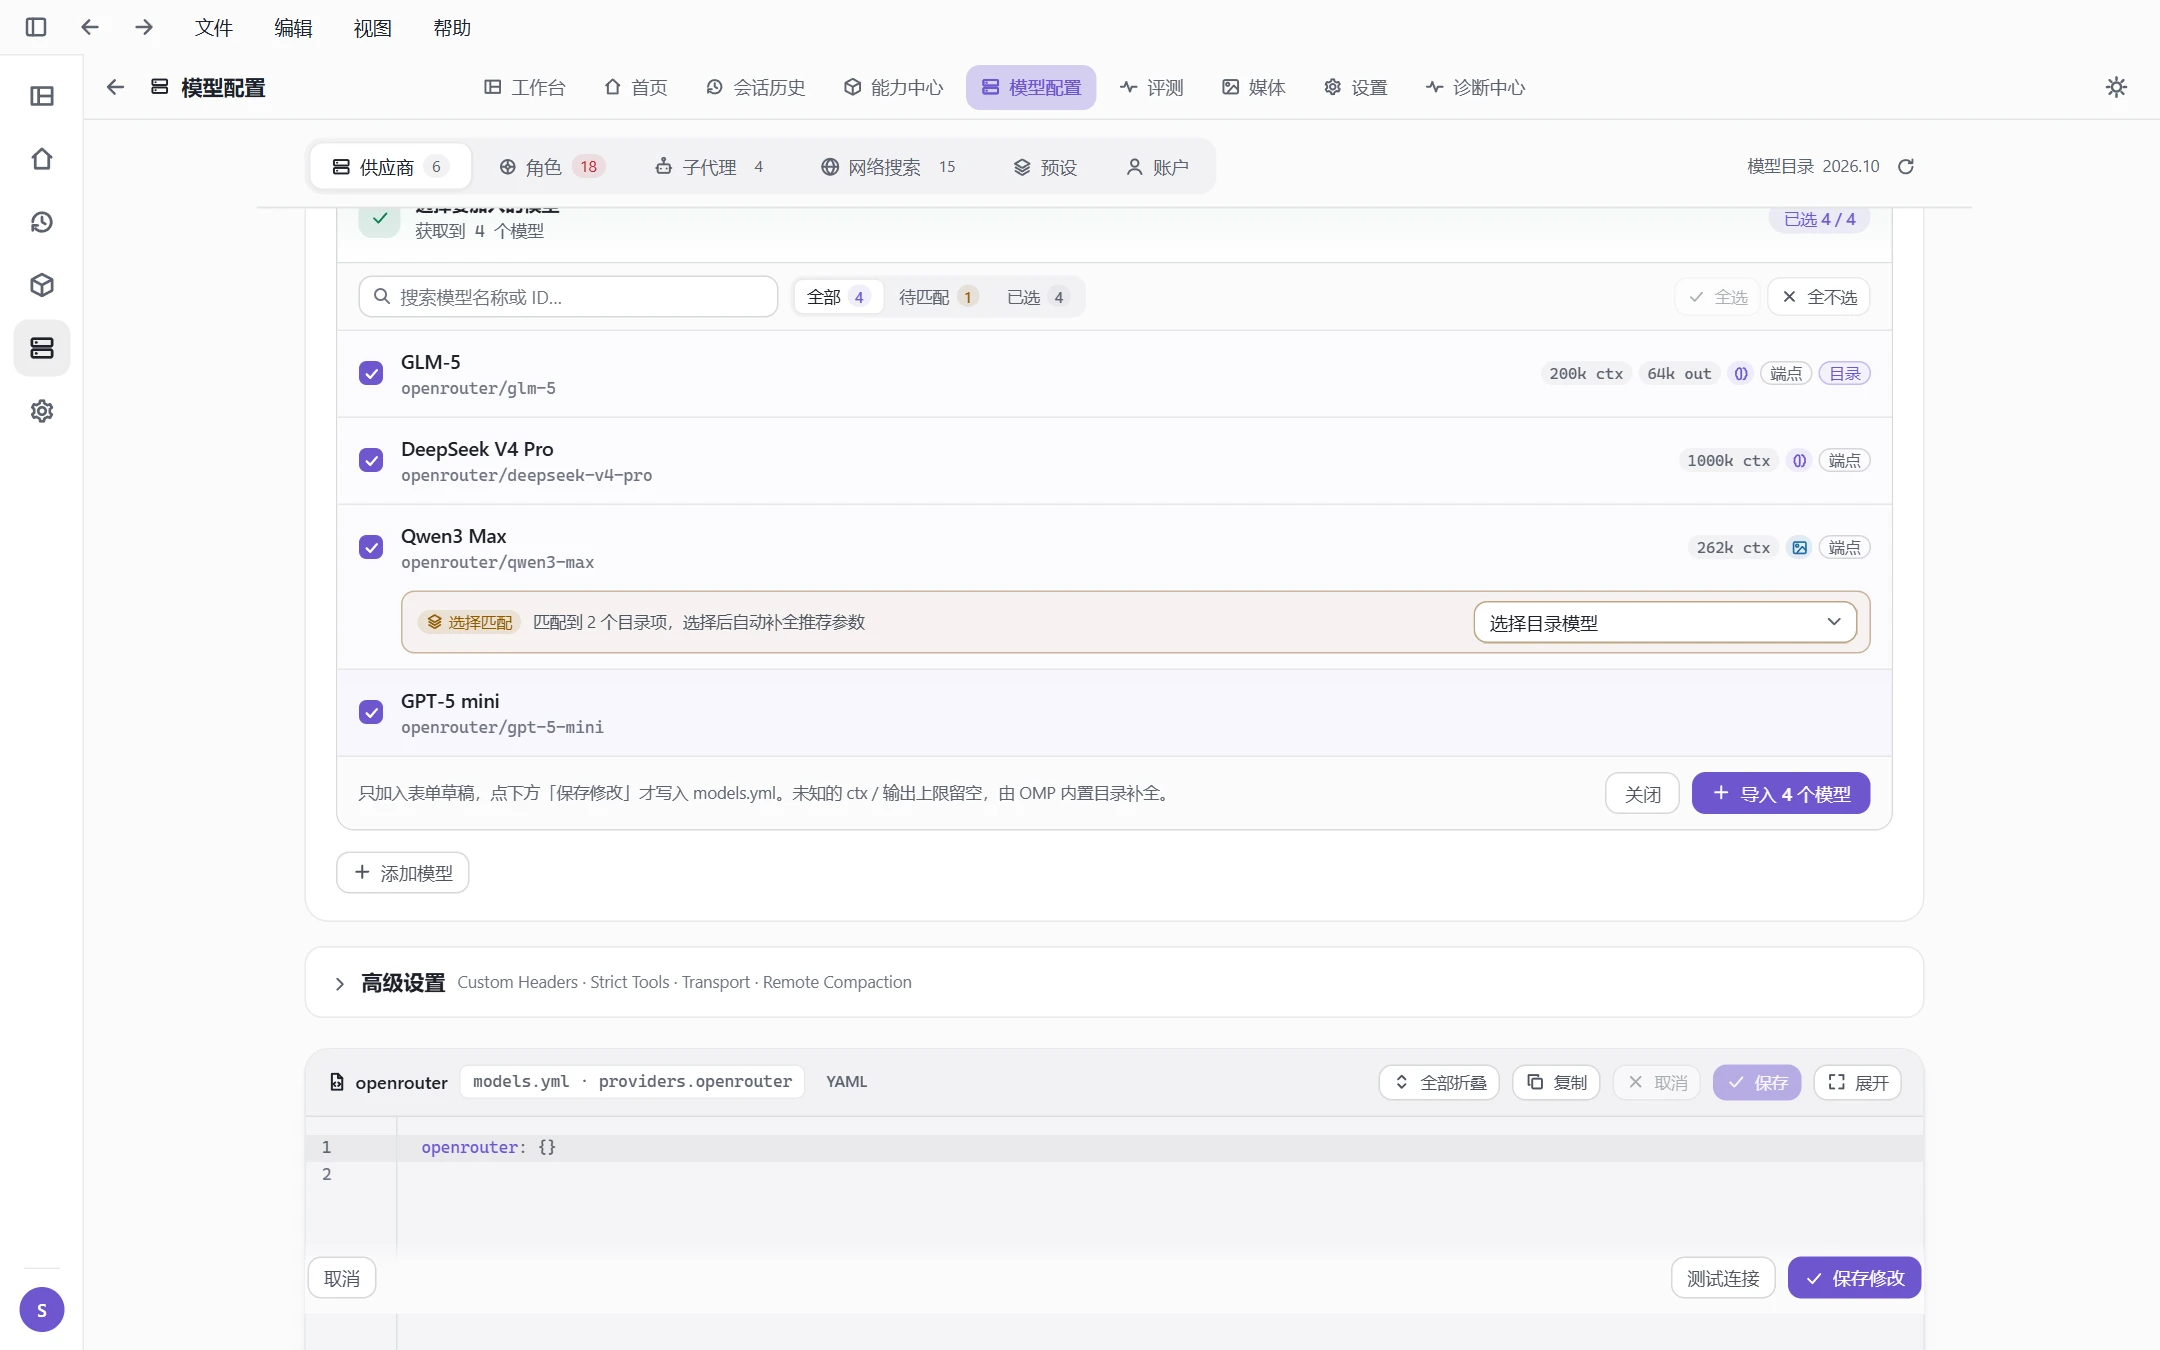 文件 编辑 视图 帮助
模型配置 工作台 首页 会话历史 能力中心 模型配置 评测 媒体 设置 诊断中心
供应商 6 角色 18 子代理 4 网络搜索 15 预设 账户 模型目录 2026.10
选择要加入的模型
获取到 4 个模型 已选 4 / 4
搜索模型名称或 ID... 全部 4 待匹配 1 已选 4 全选 全不选
GLM-5
openrouter/glm-5 200k ctx 64k out 端点 目录
DeepSeek V4 Pro
openrouter/deepseek-v4-pro 1000k ctx 端点
Qwen3 Max
openrouter/qwen3-max 262k ctx 端点
选择匹配 匹配到 2 个目录项，选择后自动补全推荐参数 选择目录模型
GPT-5 mini
openrouter/gpt-5-mini
只加入表单草稿，点下方「保存修改」才写入 models.yml。未知的 ctx / 输出上限留空，由 OMP 内置目录补全。 关闭 导入 4 个模型
添加模型
高级设置 Custom Headers · Strict Tools · Transport · Remote Compaction
openrouter models.yml · providers.openrouter YAML 全部折叠 复制 取消 保存 展开
1 openrouter: {}
2
取消 测试连接 保存修改
S